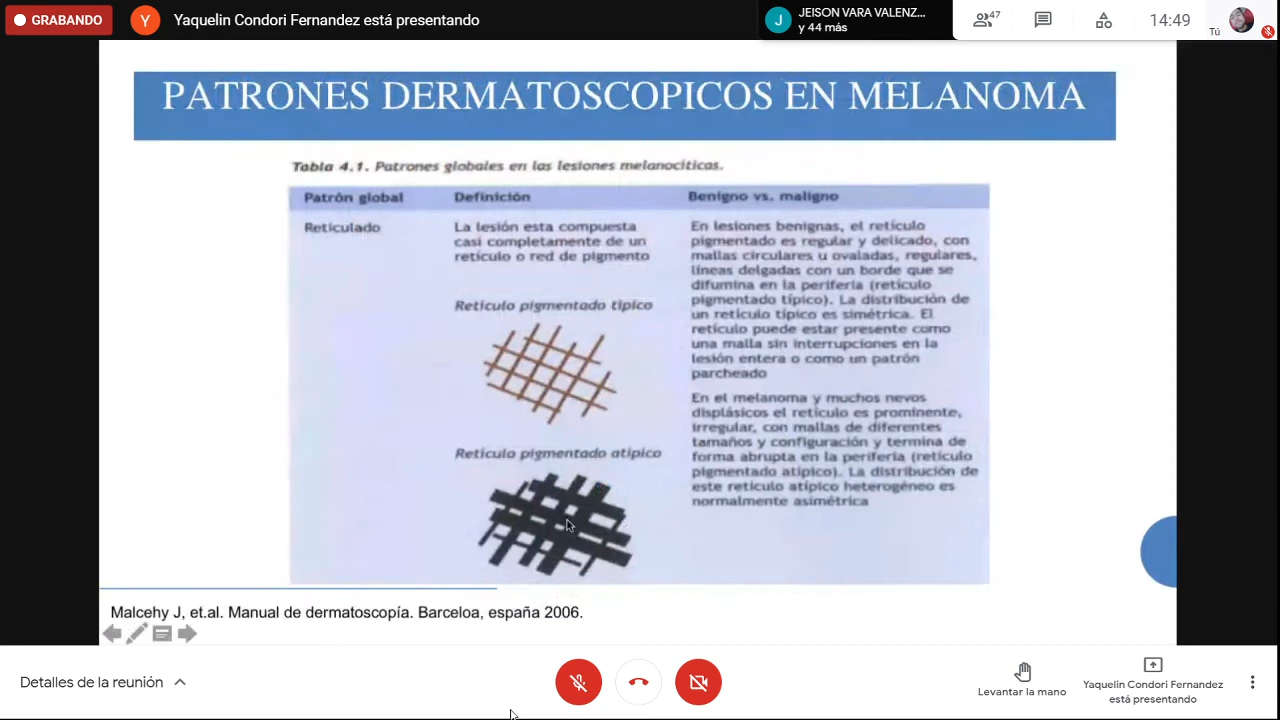 GRABANDO
Y
Yaquelin Condori Fernandez está presentando
J
JEISON VARA VALENZ...
y 44 más
47
14:49
Tú
PATRONES DERMATOSCOPICOS EN MELANOMA
Tabla 4.1. Patrones globales en las lesiones melanocíticas.
Patrón global
Definición
Benigno vs. maligno
Reticulado
La lesión esta compuesta
casi completamente de un
retículo o red de pigmento
Retículo pigmentado típico
Retículo pigmentado atípico
En lesiones benignas, el retículo
pigmentado es regular y delicado, con
mallas circulares u ovaladas, regulares,
líneas delgadas con un borde que se
difumina en la periferia (retículo
pigmentado típico). La distribución de
un retículo típico es simétrica. El
retículo puede estar presente como
una malla sin interrupciones en la
lesión entera o como un patrón
parcheado
En el melanoma y muchos nevos
displásicos el retículo es prominente,
irregular, con mallas de diferentes
tamaños y configuración y termina de
forma abrupta en la periferia (retículo
pigmentado atípico). La distribución de
este retículo atípico heterogéneo es
normalmente asimétrica
Malcehy J, et.al. Manual de dermatoscopía. Barceloa, españa 2006.
Detalles de la reunión
Levantar la mano
Yaquelin Condori Fernandez
está presentando